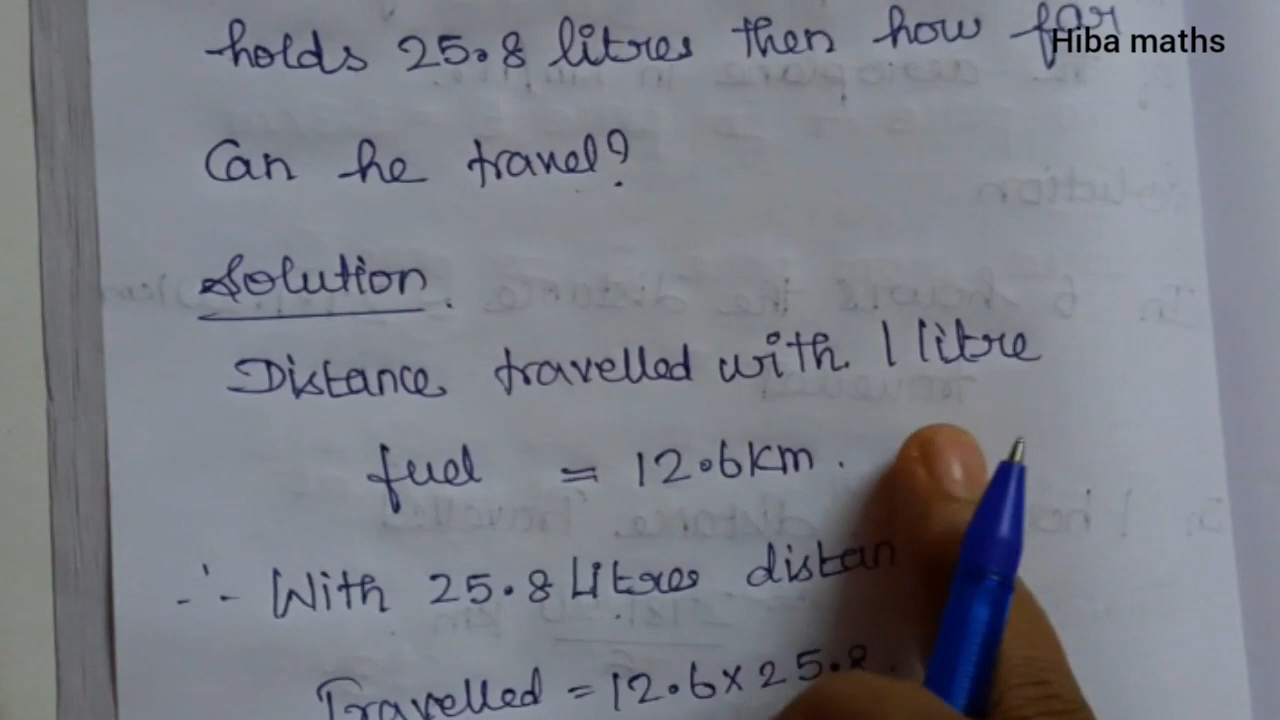 holds 25.8 litres then how far
Hiba maths
Can he travel?
Solution.
Distance travelled with 1 litre
fuel = 12.6km.
∴ With 25.8 Litres distan
Travelled = 12.6 x 25.8